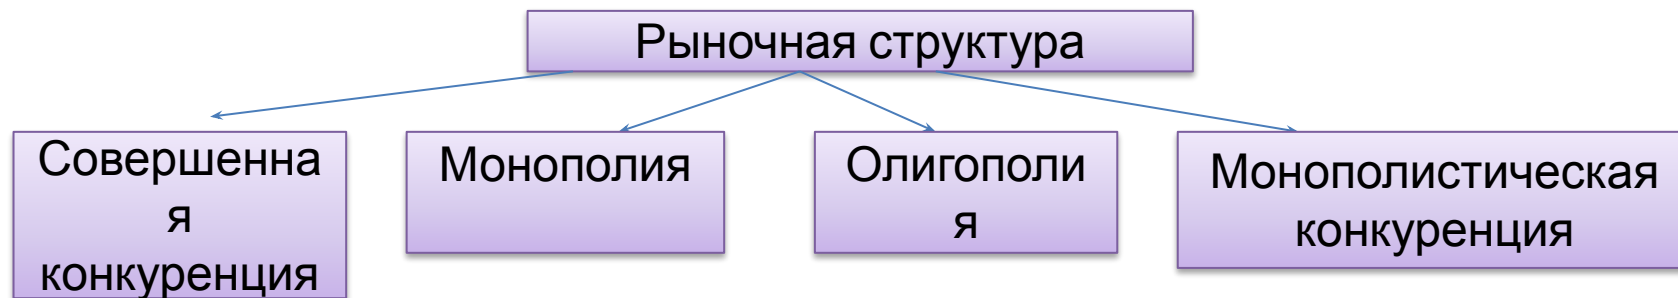 Рыночная структура
Совершенна
я
конкуренция
Монополия
Олигополи
я
Монополистическая
конкуренция